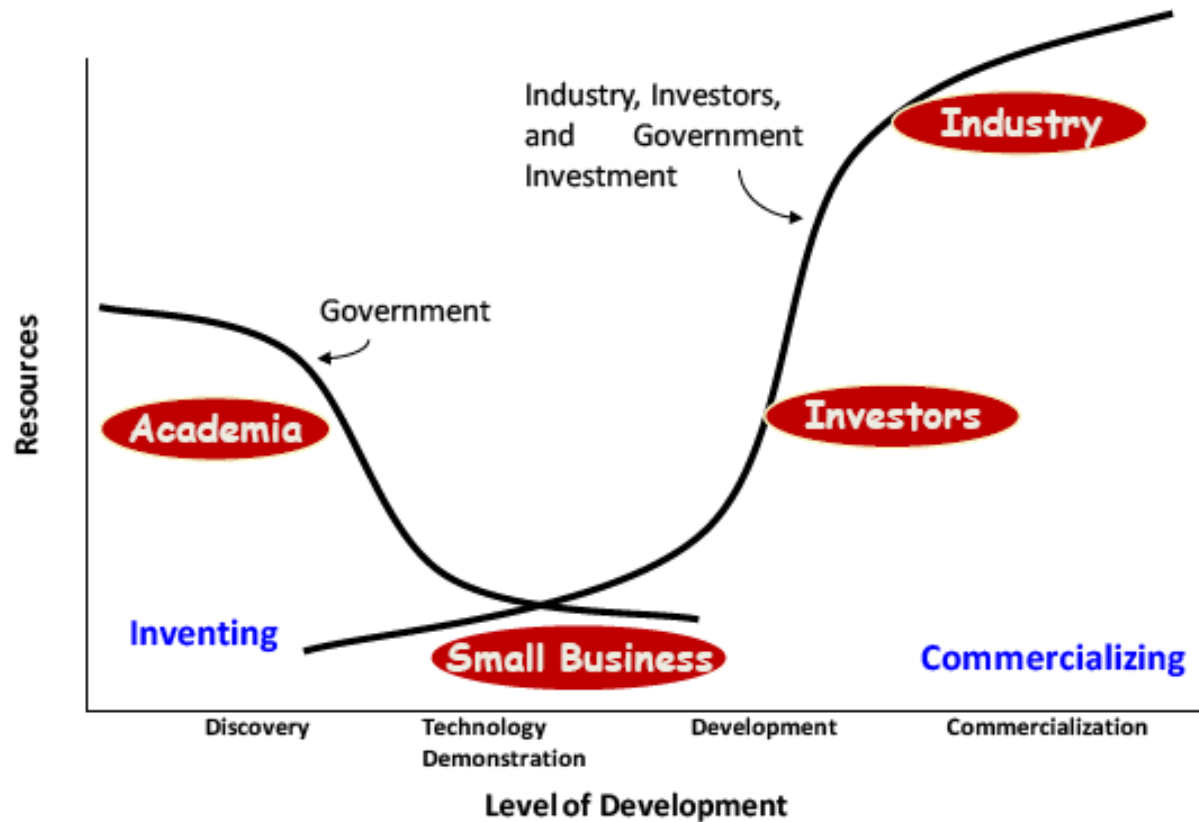 Industry, Investors,
and Government
Investment
Industry
Government
Resources
Academia
Investors
Inventing
Small Business
Commercializing
Discovery
Technology
Demonstration
Development
Commercialization
Level of Development